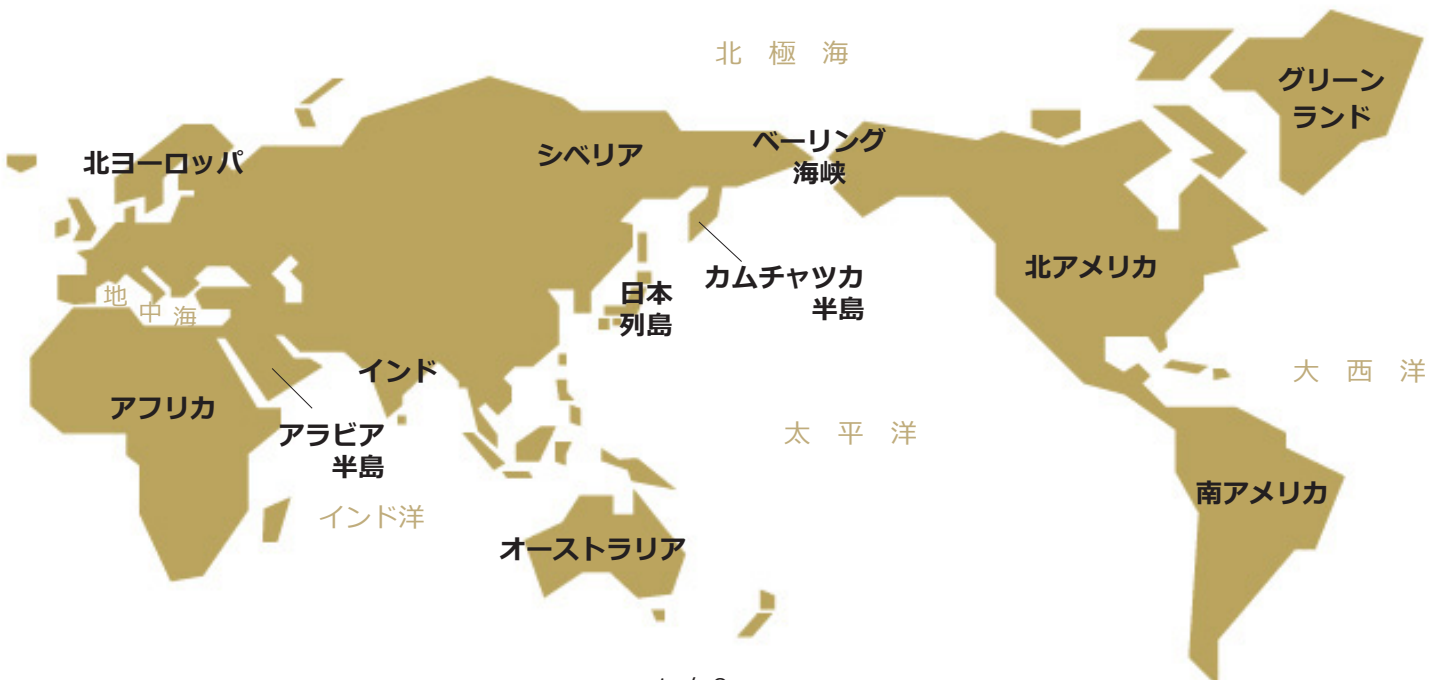 北極海
グリーン
ランド
北ヨーロッパ
シベリア
ベーリング
海峡
カムチャツカ
半島
北アメリカ
地中海
日本
列島
インド
アフリカ
アラビア
半島
大西洋
太平洋
インド洋
オーストラリア
南アメリカ